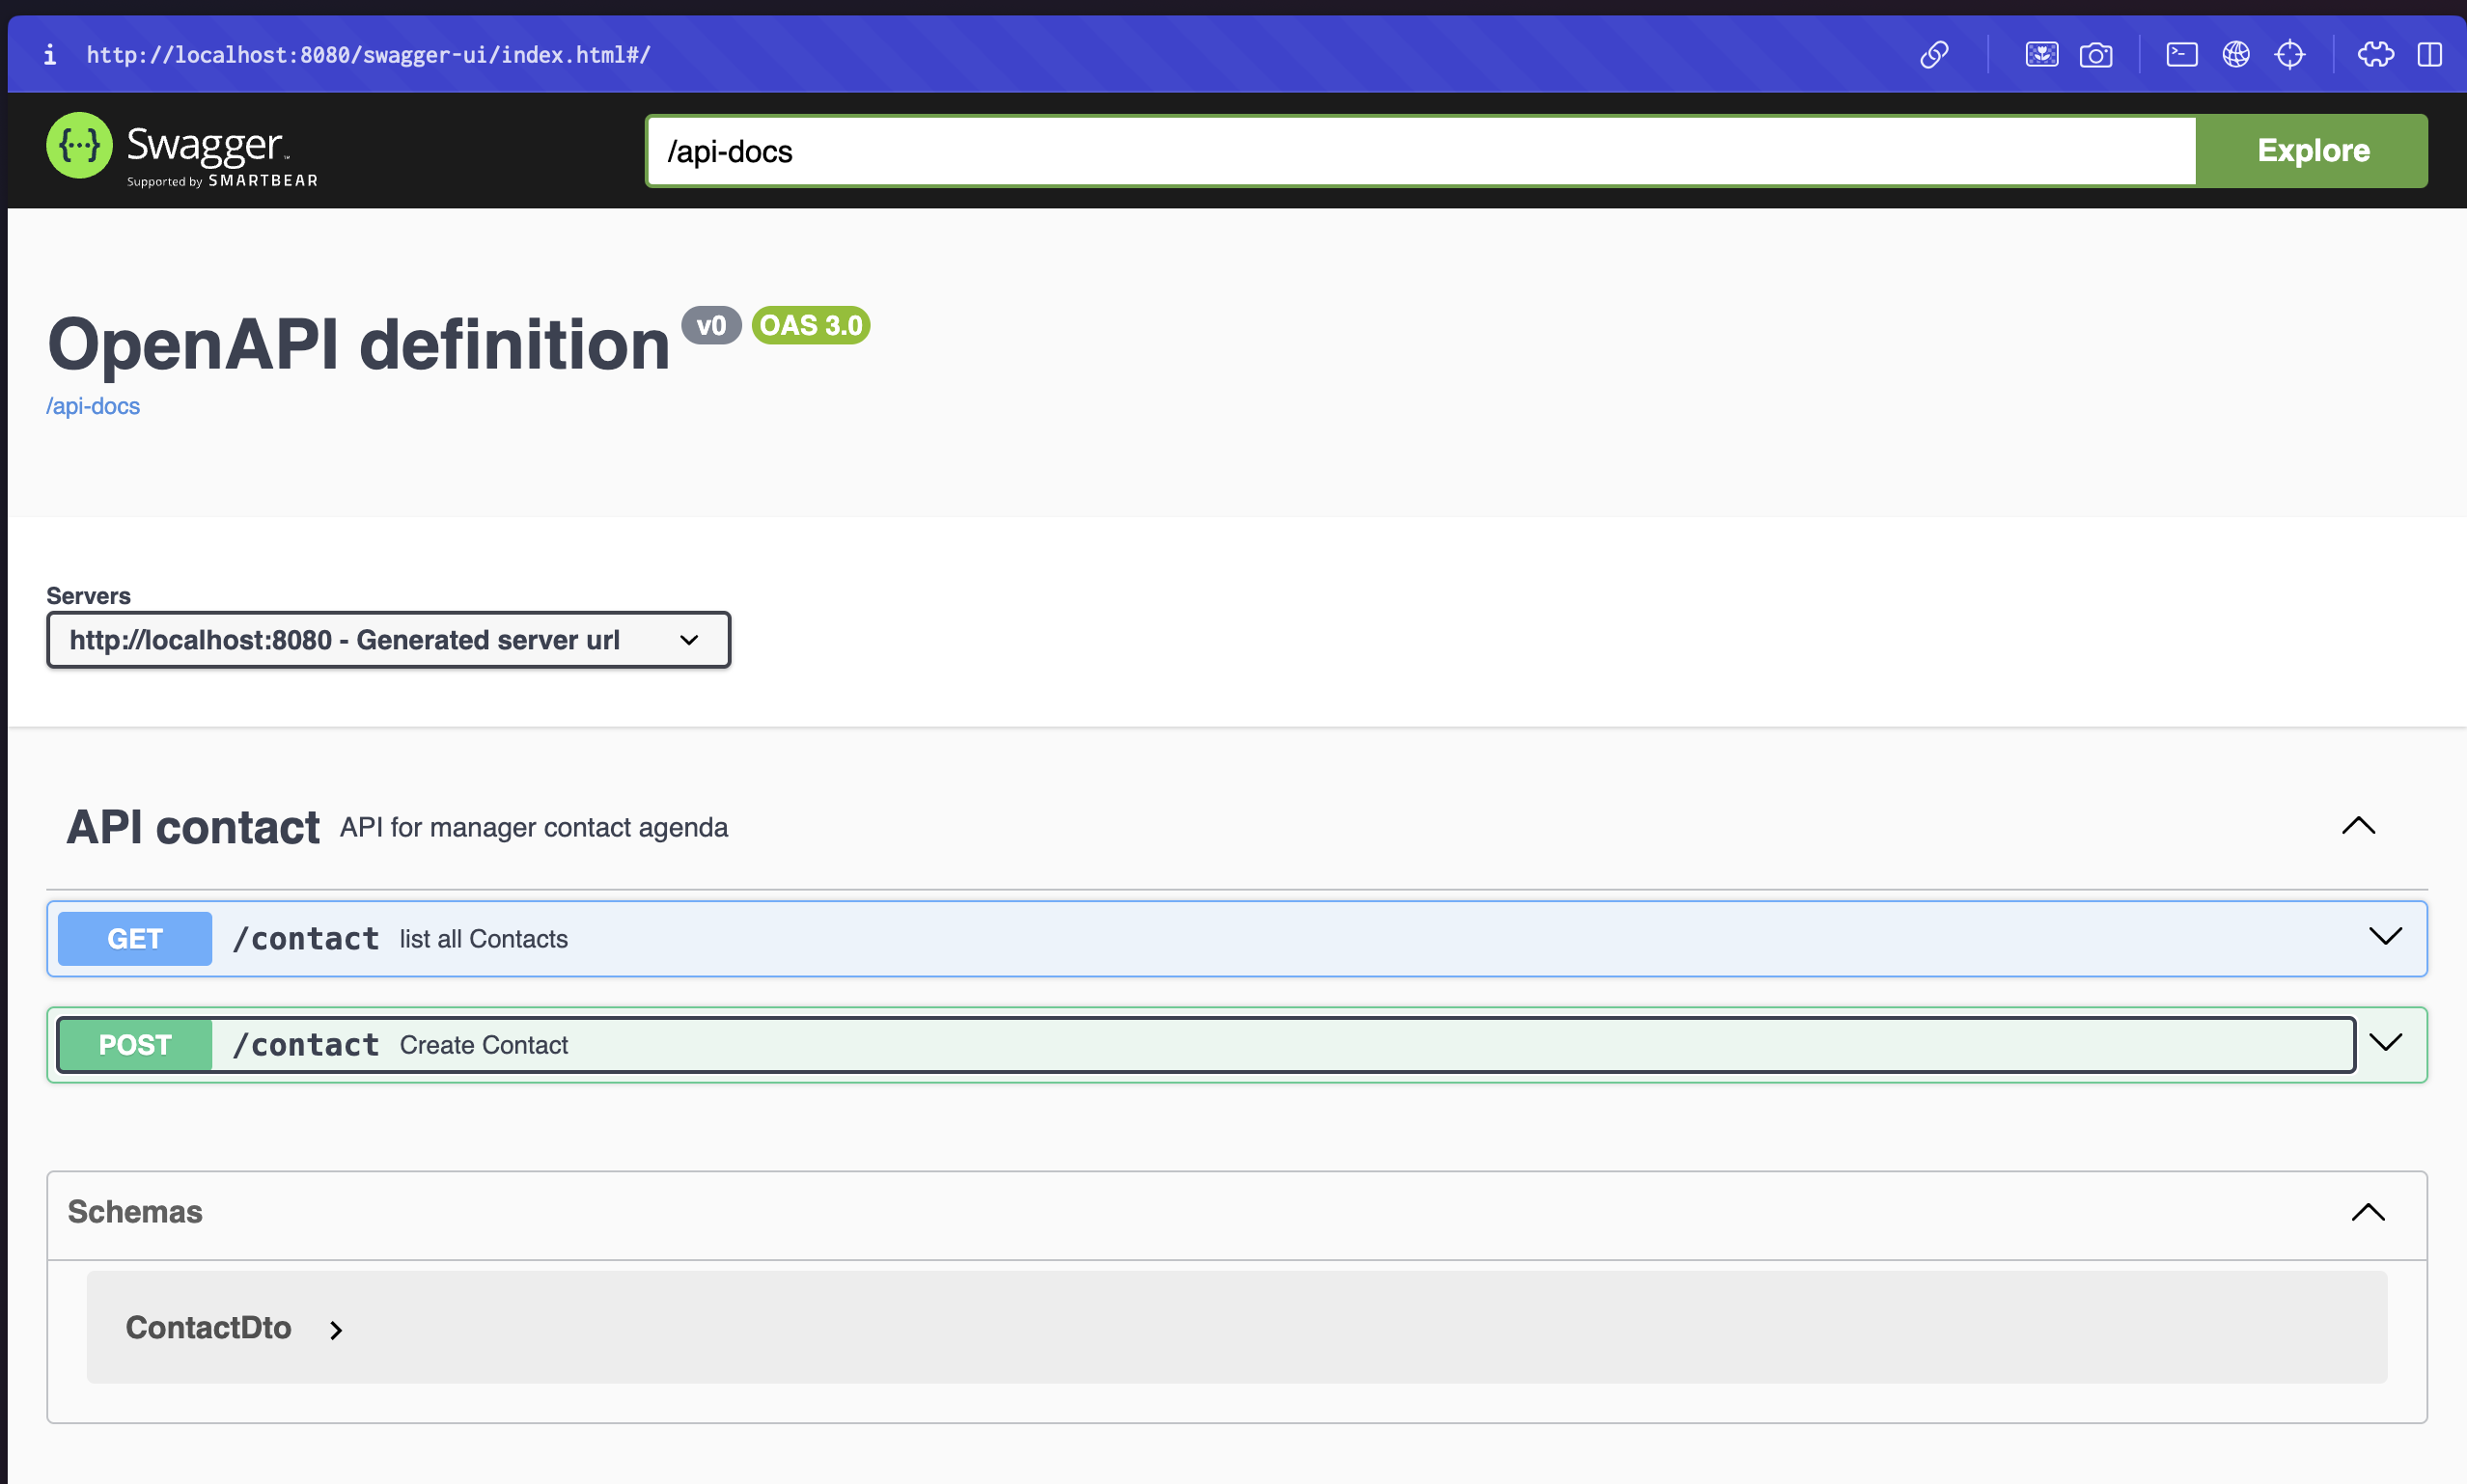 http://localhost:8080/swagger-ui/index.html#/
Swagger™
Supported by SMARTBEAR
/api-docs
Explore
OpenAPI definition v0 OAS 3.0
/api-docs
Servers
http://localhost:8080 - Generated server url
API contact API for manager contact agenda
GET /contact list all Contacts
POST /contact Create Contact
Schemas
ContactDto